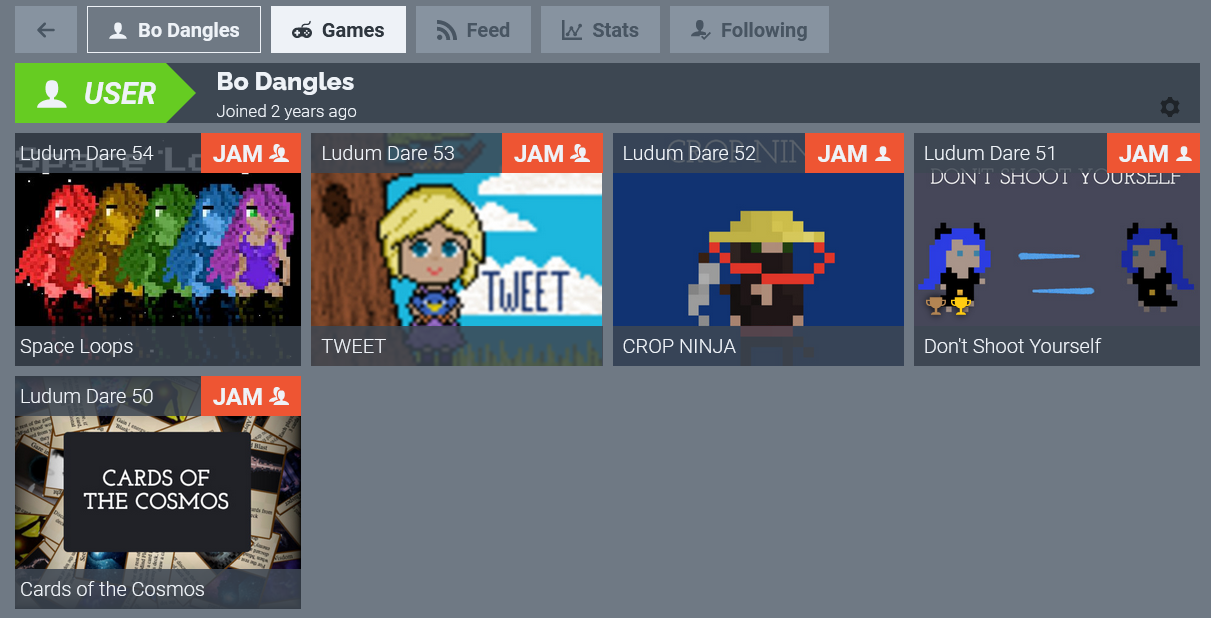 Bo Dangles
Games
Feed
Stats
Following
USER
Bo Dangles
Joined 2 years ago
Ludum Dare 54
JAM
Space Loops
Ludum Dare 53
JAM
TWEET
TWEET
Ludum Dare 52
JAM
CROP NINJA
Ludum Dare 51
JAM
DON'T SHOOT YOURSELF
Don't Shoot Yourself
Ludum Dare 50
JAM
CARDS OF
THE COSMOS
Cards of the Cosmos